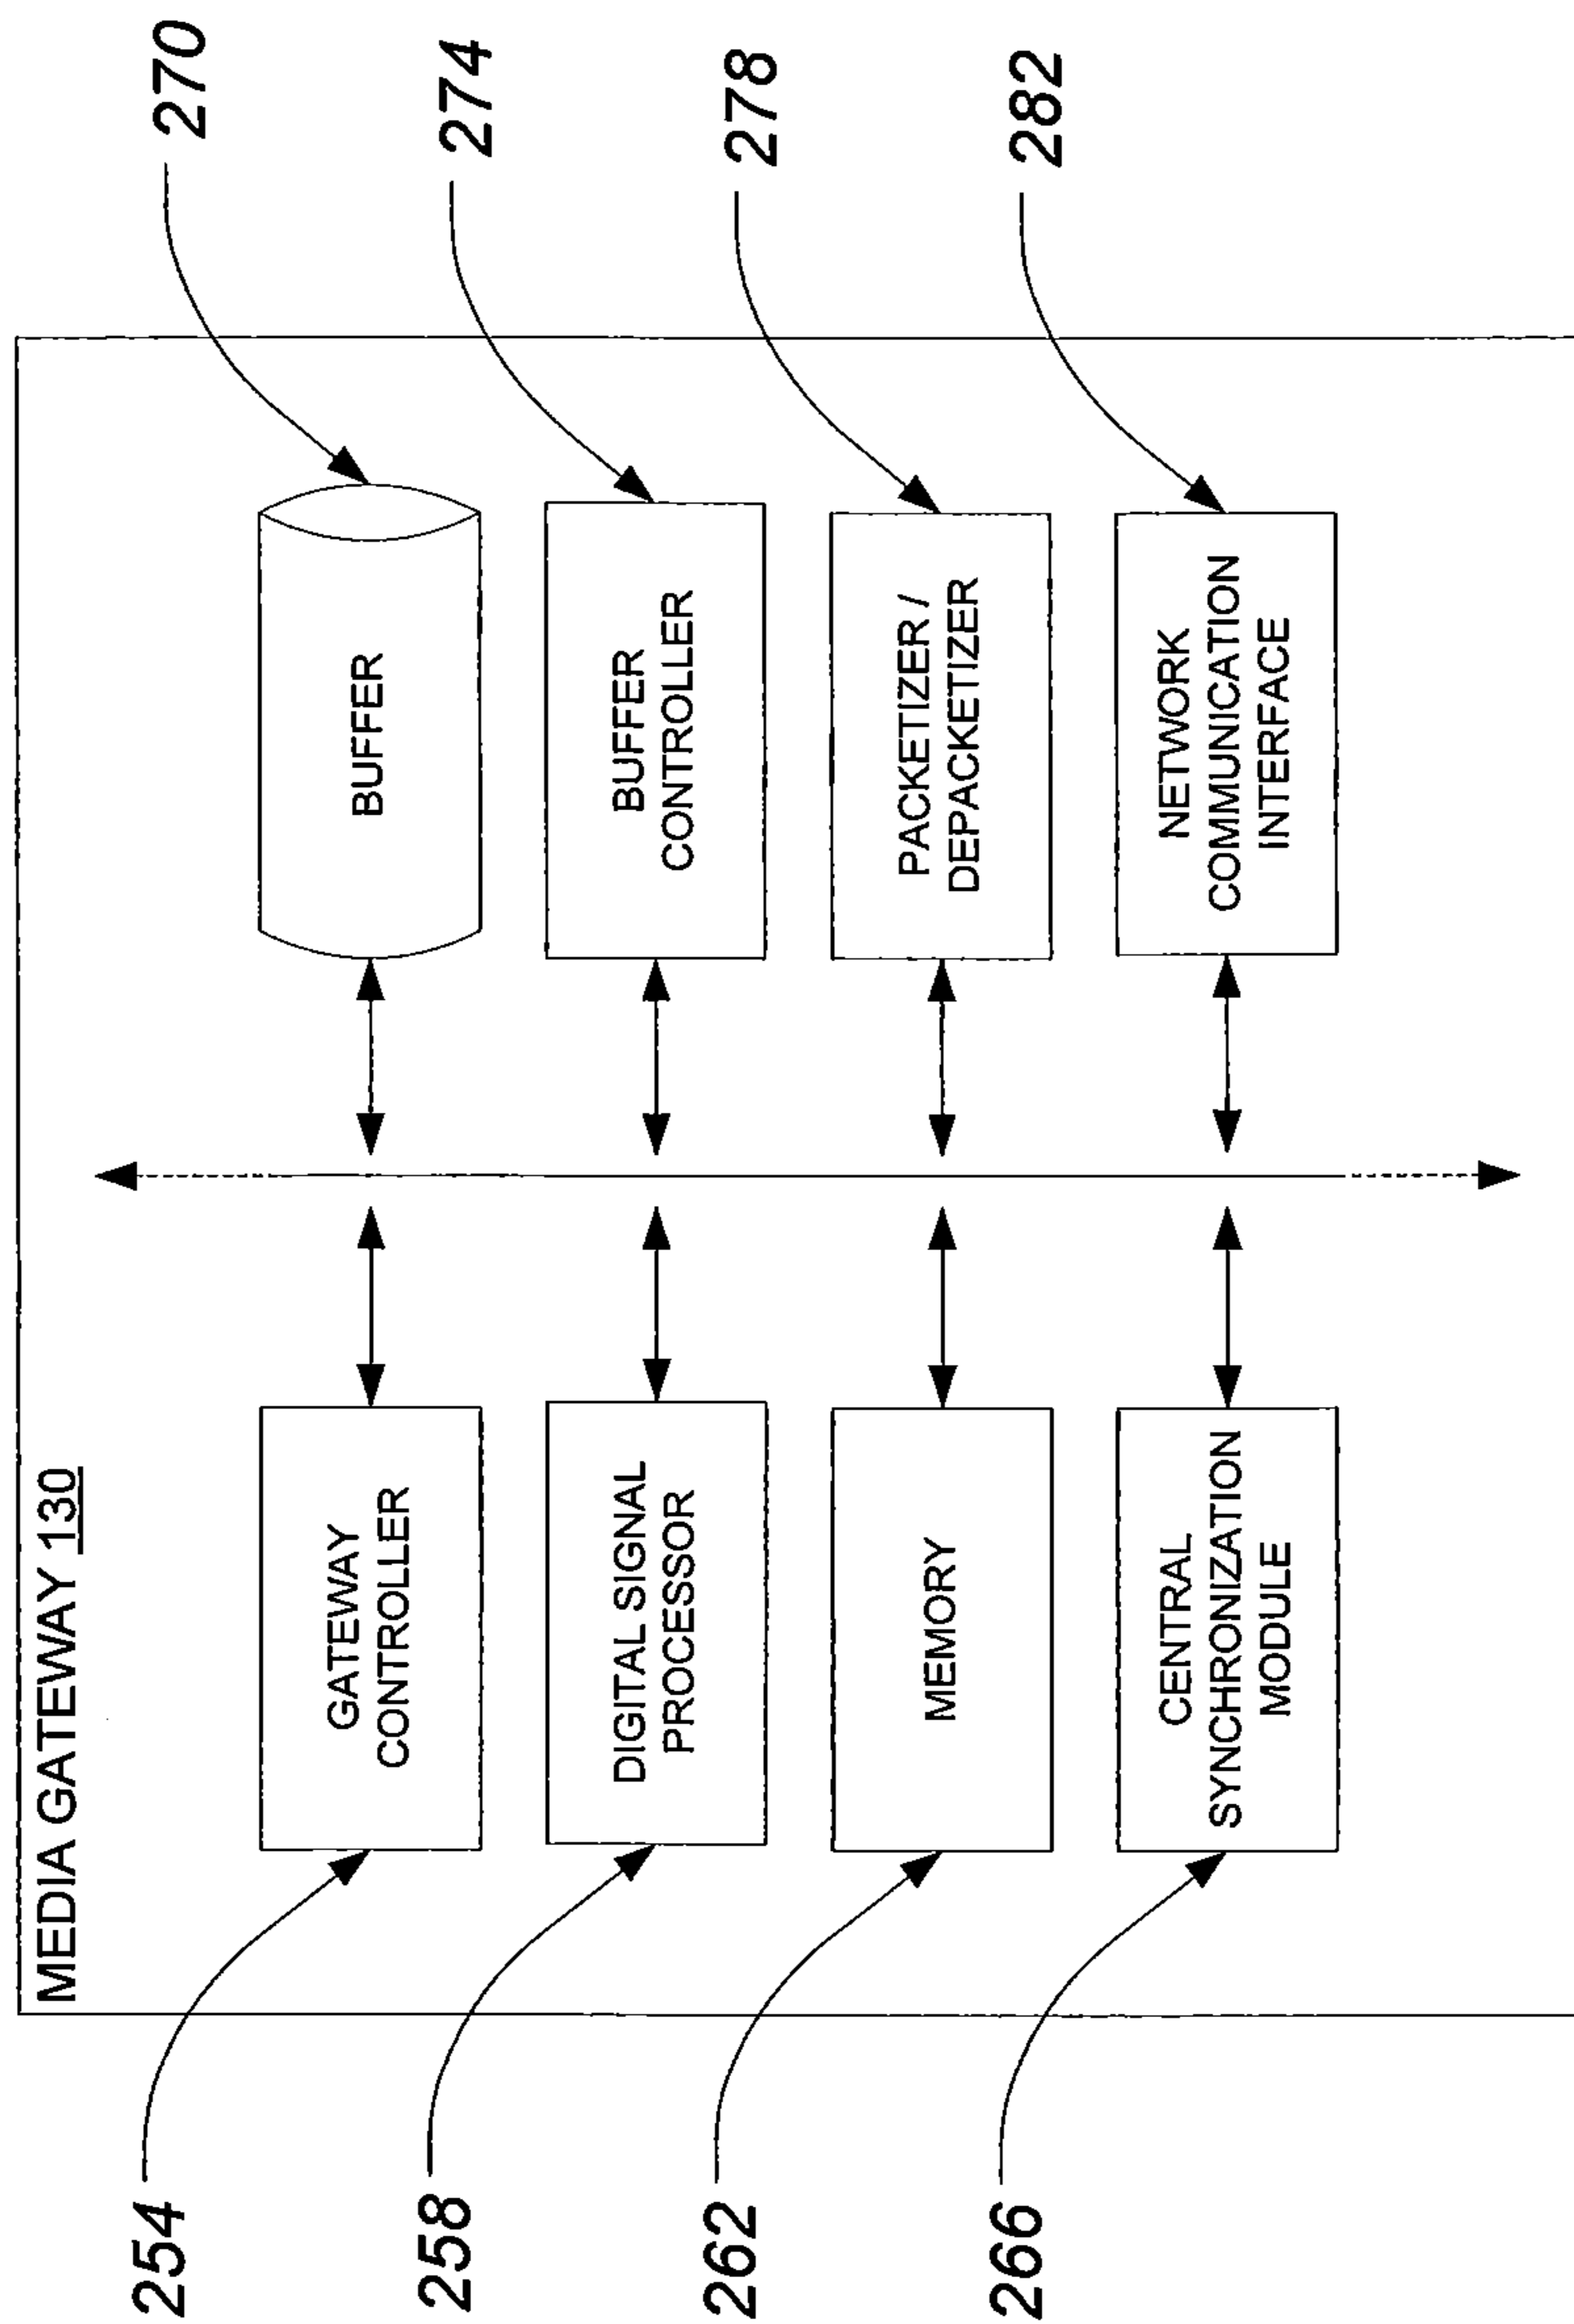 MEDIA GATEWAY 130
254
GATEWAY
CONTROLLER
BUFFER
270
258
DIGITAL SIGNAL
PROCESSOR
BUFFER
CONTROLLER
274
262
MEMORY
PACKETIZER /
DEPACKETIZER
278
266
CENTRAL
SYNCHRONIZATION
MODULE
NETWORK
COMMUNICATION
INTERFACE
282